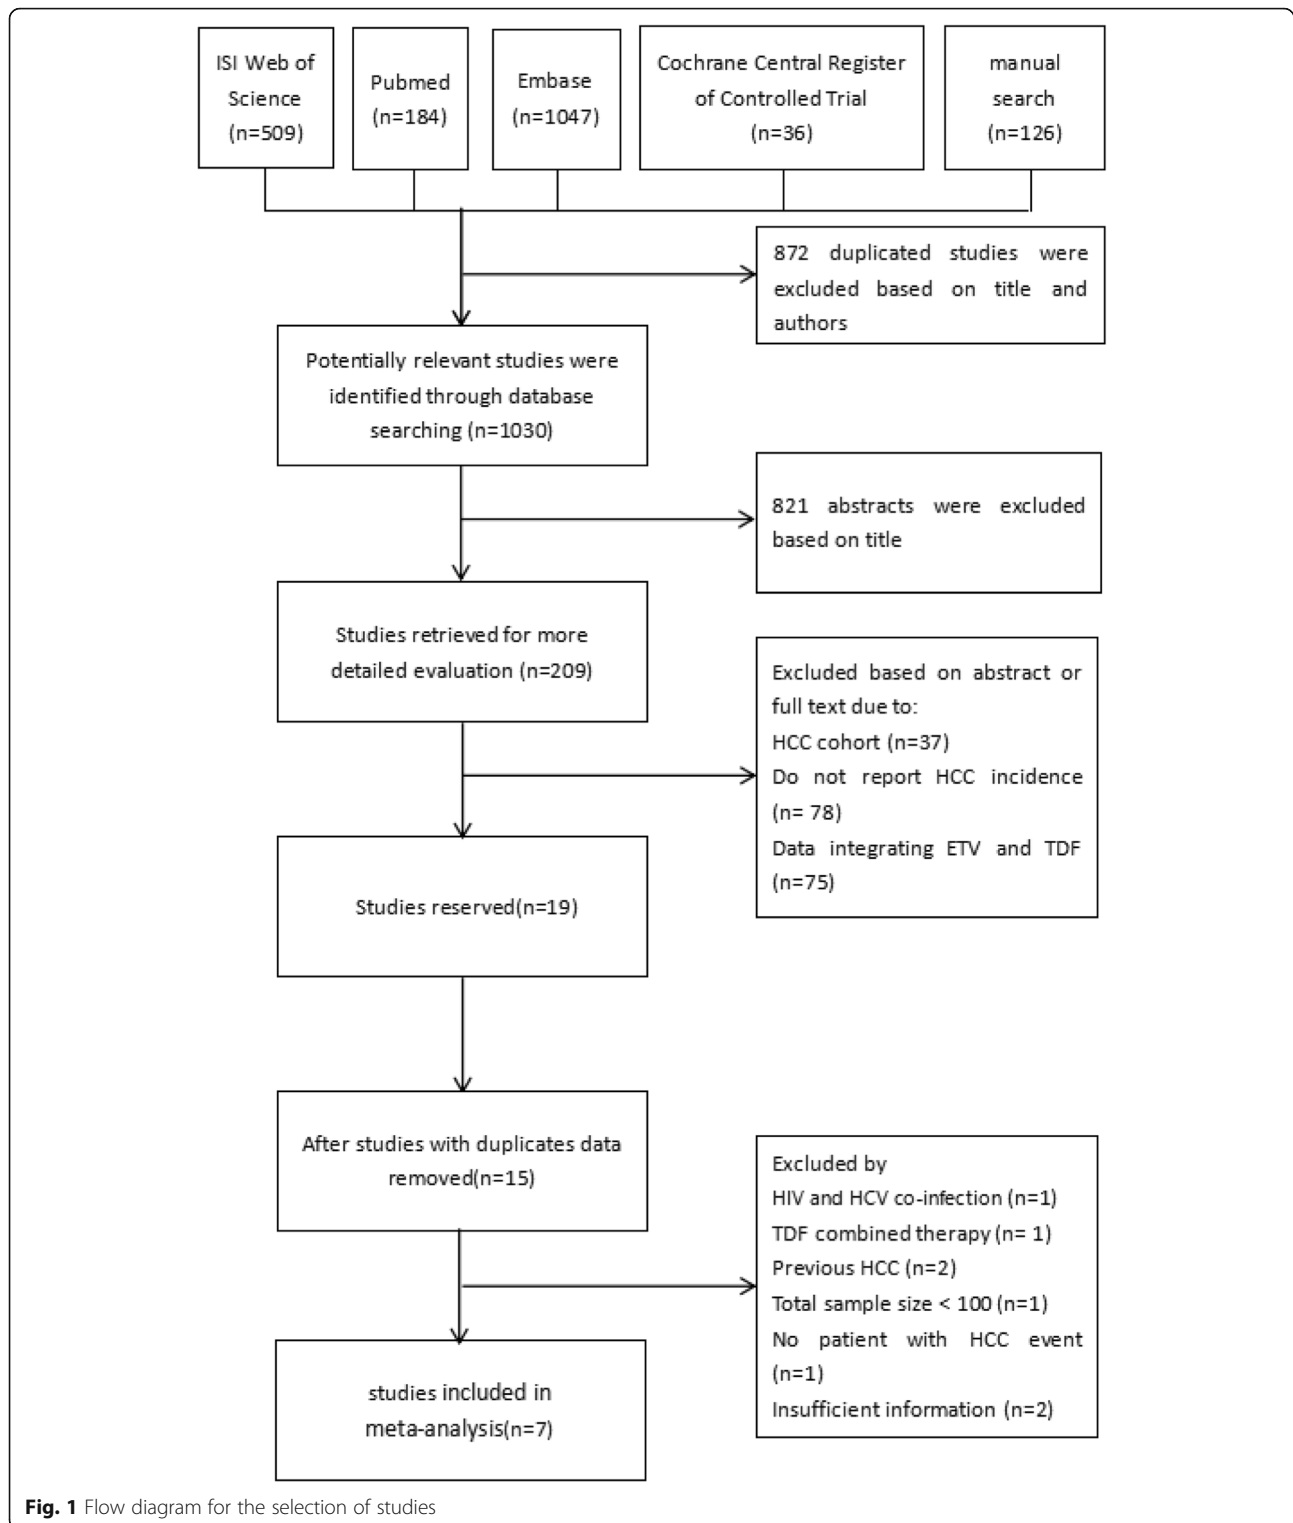 ISI Web of
Science
(n=509)
Pubmed
(n=184)
Embase
(n=1047)
Cochrane Central Register
of Controlled Trial
(n=36)
manual
search
(n=126)
872 duplicated studies were
excluded based on title and
authors
Potentially relevant studies were
identified through database
searching (n=1030)
821 abstracts were excluded
based on title
Studies retrieved for more
detailed evaluation (n=209)
Excluded based on abstract or
full text due to:
HCC cohort (n=37)
Do not report HCC incidence
(n= 78)
Data integrating ETV and TDF
(n=75)
Studies reserved(n=19)
After studies with duplicates data
removed(n=15)
Excluded by
HIV and HCV co-infection (n=1)
TDF combined therapy (n= 1)
Previous HCC (n=2)
Total sample size < 100 (n=1)
No patient with HCC event
(n=1)
Insufficient information (n=2)
studies included in
meta-analysis(n=7)
Fig. 1 Flow diagram for the selection of studies